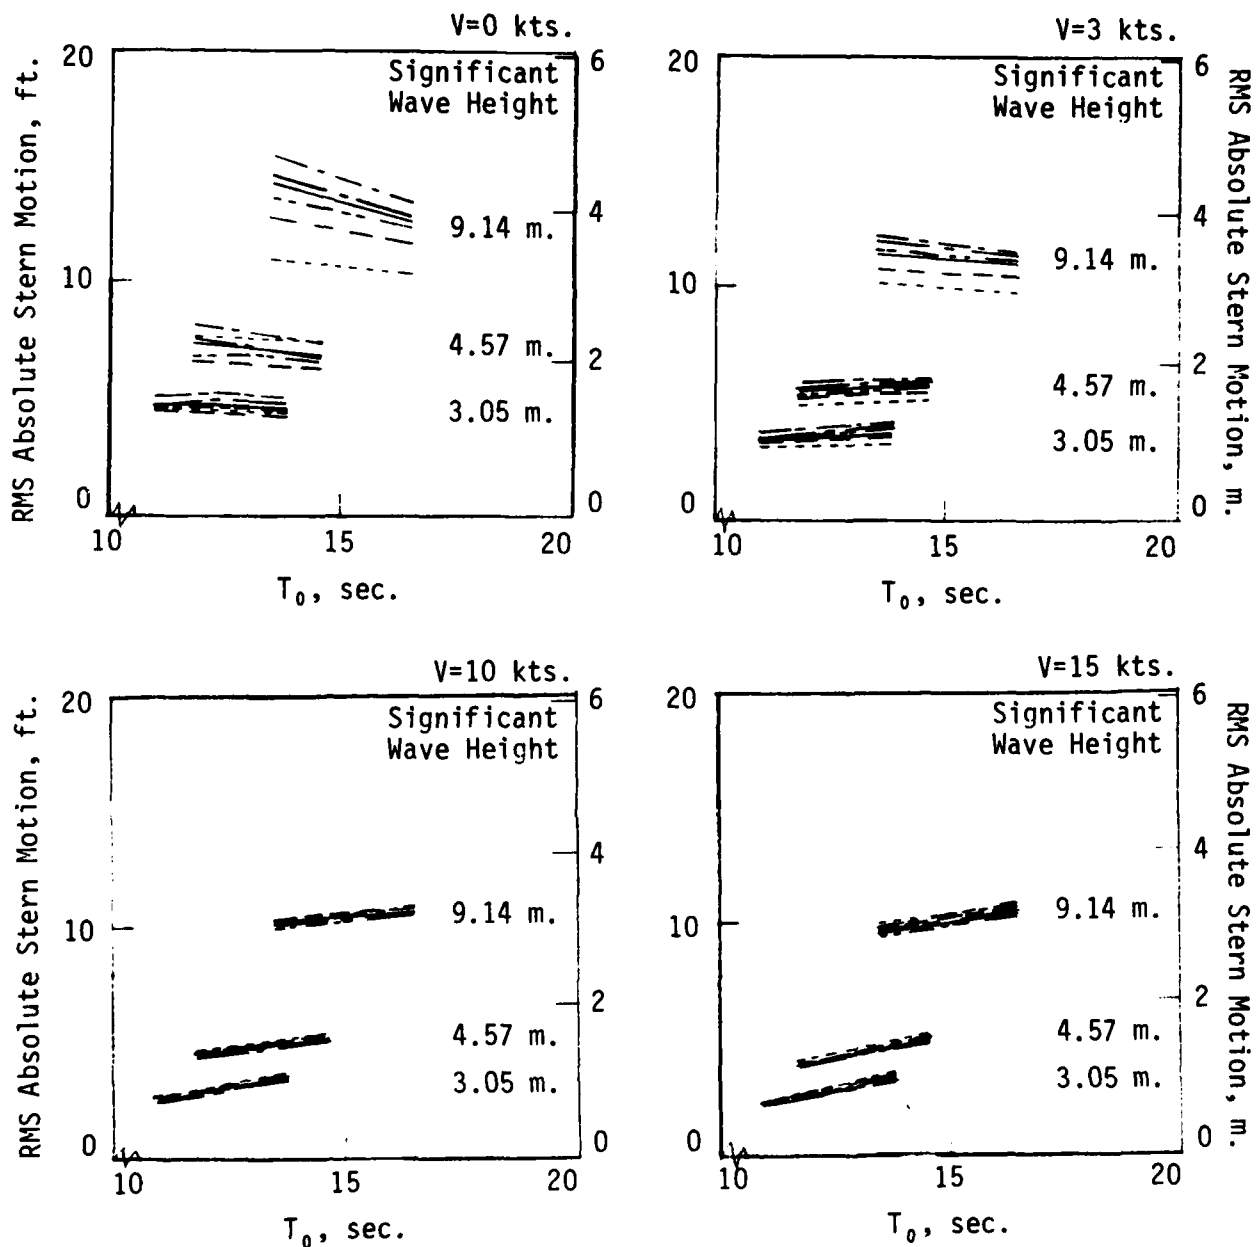 V=0 kts.
20
6
Significant
Wave Height
RMS Absolute Stern Motion, ft.
4
9.14 m.
10
4.57 m.
2
3.05 m.
0
0
10
15
20
T₀, sec.
V=3 kts.
20
6
Significant
Wave Height
RMS Absolute Stern Motion, m.
4
9.14 m.
10
4.57 m.
2
3.05 m.
0
0
10
15
20
T₀, sec.
V=10 kts.
20
6
Significant
Wave Height
RMS Absolute Stern Motion, ft.
4
9.14 m.
10
2
4.57 m.
3.05 m.
0
0
10
15
20
T₀, sec.
V=15 kts.
20
6
Significant
Wave Height
RMS Absolute Stern Motion, m.
4
9.14 m.
10
2
4.57 m.
3.05 m.
0
0
10
15
20
T₀, sec.